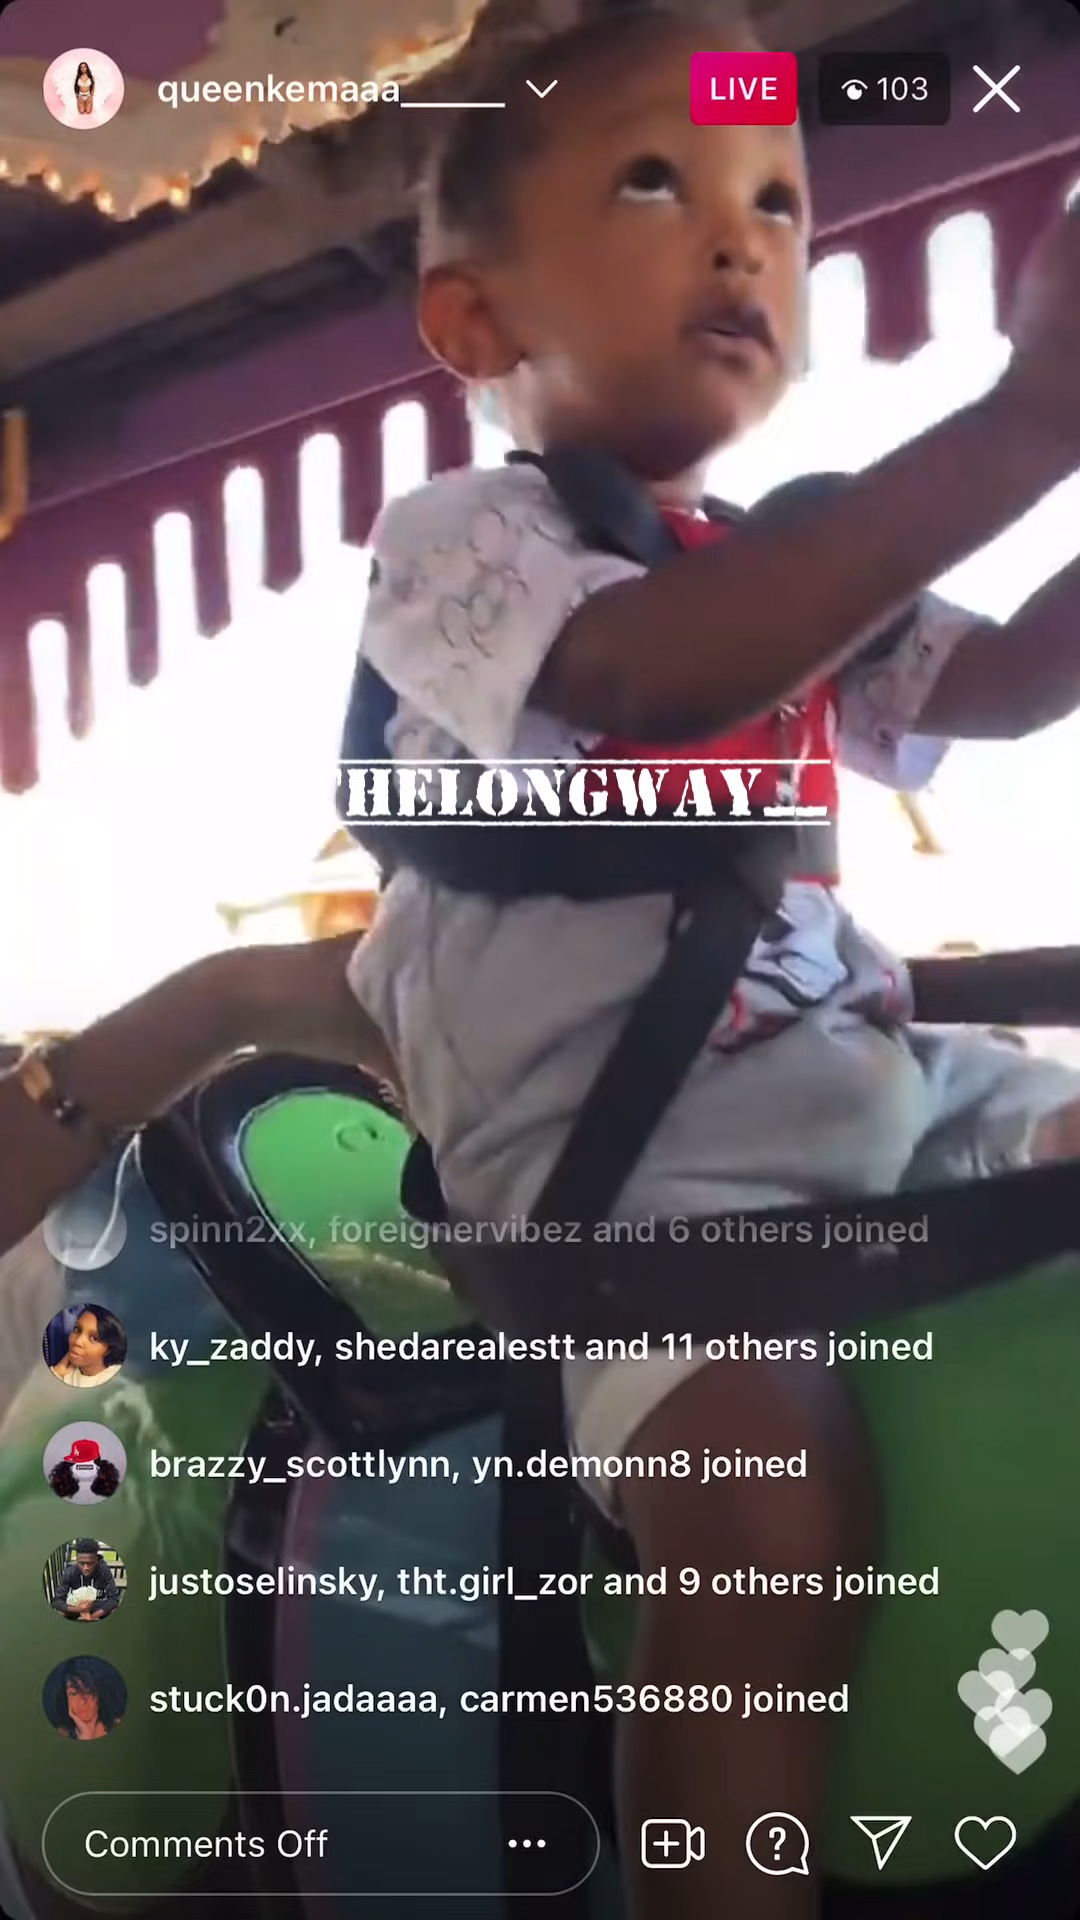 queenkemaaa______
LIVE
103
HELONGWAY__
spinn2xx, foreignervibez and 6 others joined
ky_zaddy, shedarealestt and 11 others joined
brazzy_scottlynn, yn.demonn8 joined
justoselinsky, tht.girl_zor and 9 others joined
stuck0n.jadaaaa, carmen536880 joined
Comments Off